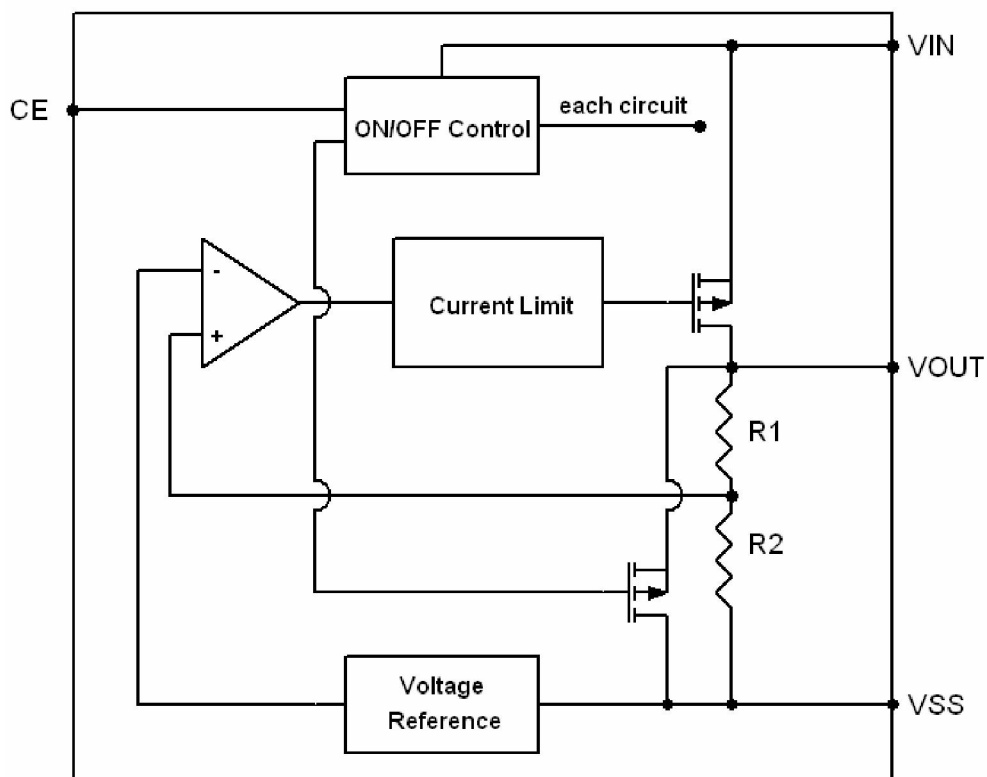 VIN
CE
ON/OFF Control
each circuit
-
+
Current Limit
VOUT
R1
R2
Voltage
Reference
VSS